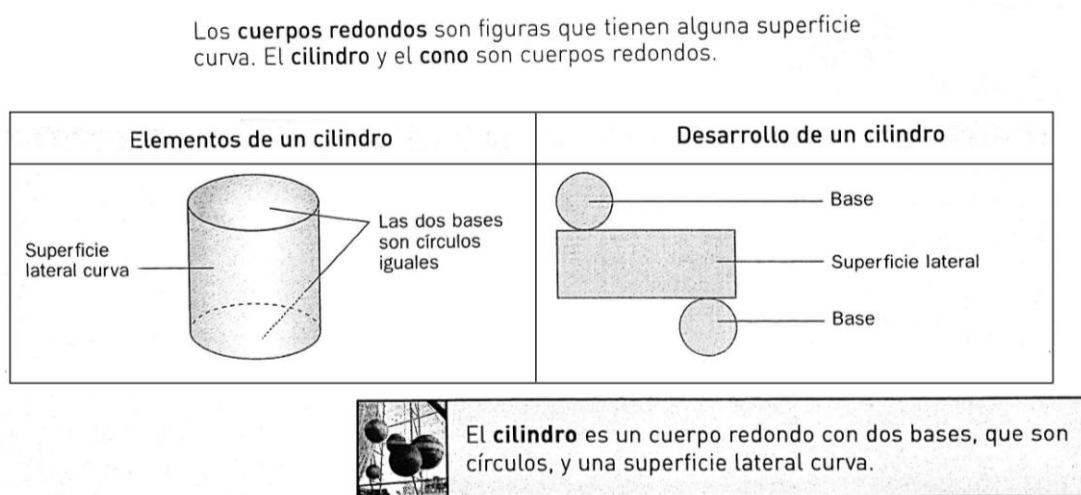 Los cuerpos redondos son figuras que tienen alguna superficie
curva. El cilindro y el cono son cuerpos redondos.
Elementos de un cilindro
Desarrollo de un cilindro
Superficie
lateral curva
Las dos bases
son círculos
iguales
Base
Superficie lateral
Base
El cilindro es un cuerpo redondo con dos bases, que son
círculos, y una superficie lateral curva.